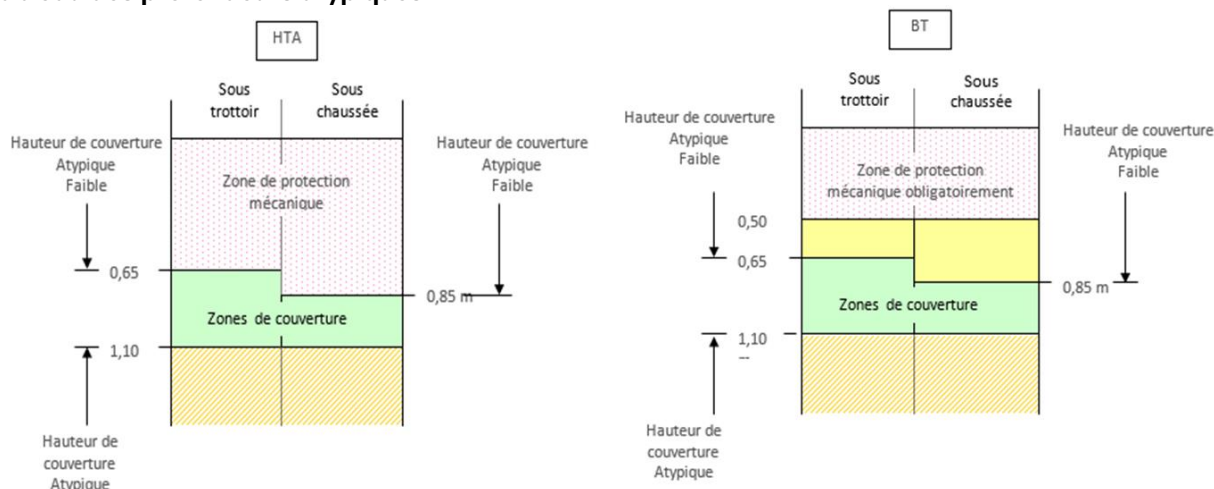 HTA
Sous
trottoir
Sous
chaussée
Hauteur de couverture
Atypique
Faible
Zone de protection
mécanique
Hauteur de couverture
Atypique
Faible
0,65
0,85 m
Zones de couverture
1,10
Hauteur de
couverture
Atypique
BT
Sous
trottoir
Sous
chaussée
Hauteur de couverture
Atypique
Faible
Zone de protection
mécanique obligatoirement
Hauteur de couverture
Atypique
Faible
0,50
0,65
0,85 m
Zones de couverture
1,10
--
Hauteur de
couverture
Atypique